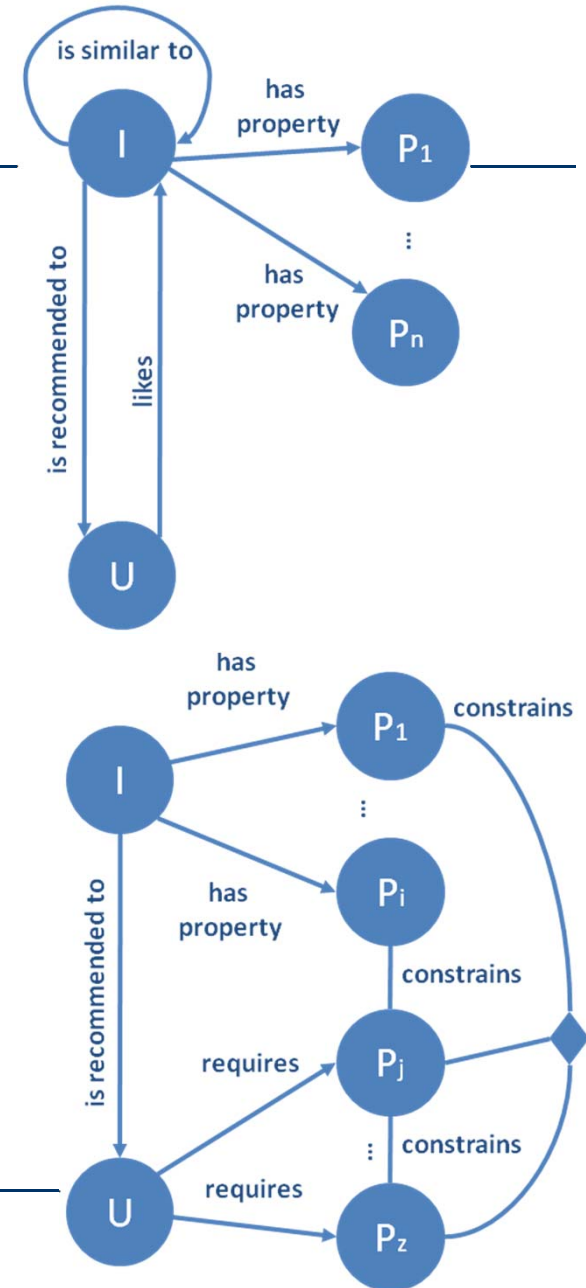 is similar to
I
has
property
P1
...
has
property
Pn
is recommended to
likes
U
has
property
P1
constrains
I
...
has
property
Pi
constrains
is recommended to
requires
Pj
...
constrains
requires
U
Pz